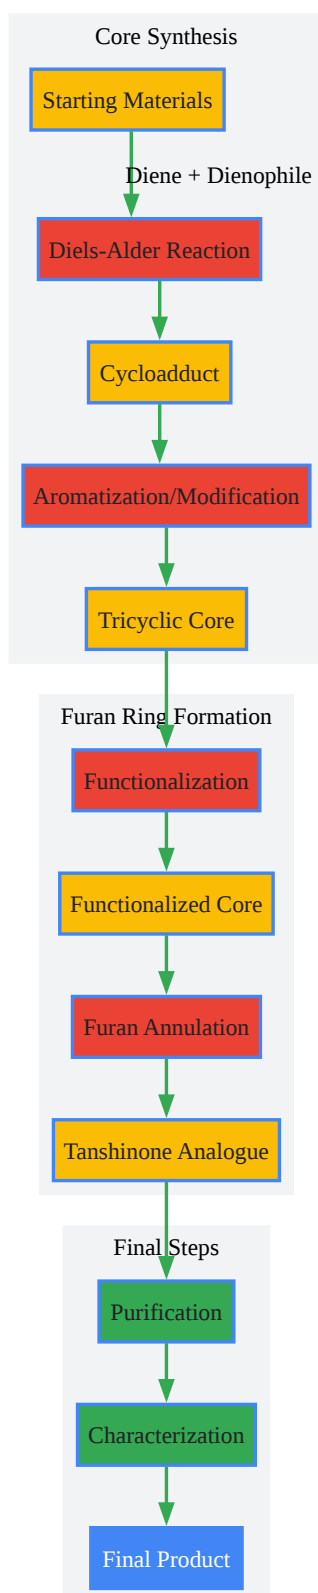 Core Synthesis
Starting Materials
Diene + Dienophile
Diels-Alder Reaction
Cycloadduct
Aromatization/Modification
Tricyclic Core
Furan Ring Formation
Functionalization
Functionalized Core
Furan Annulation
Tanshinone Analogue
Final Steps
Purification
Characterization
Final Product